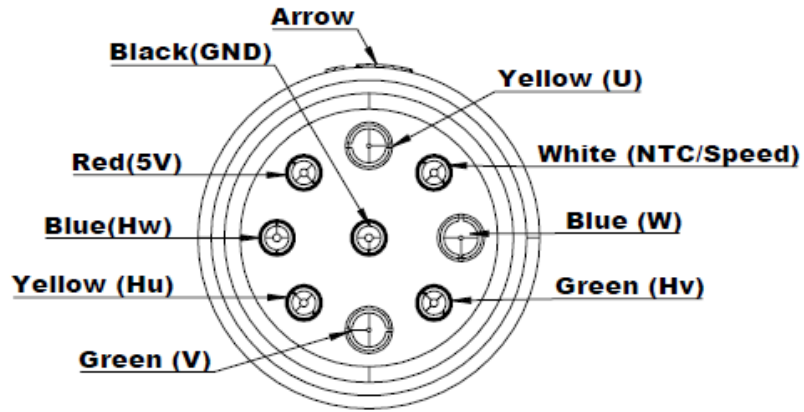 Arrow
Black(GND)
Yellow (U)
Red(5V)
White (NTC/Speed)
Blue(Hw)
Blue (W)
Yellow (Hu)
Green (Hv)
Green (V)